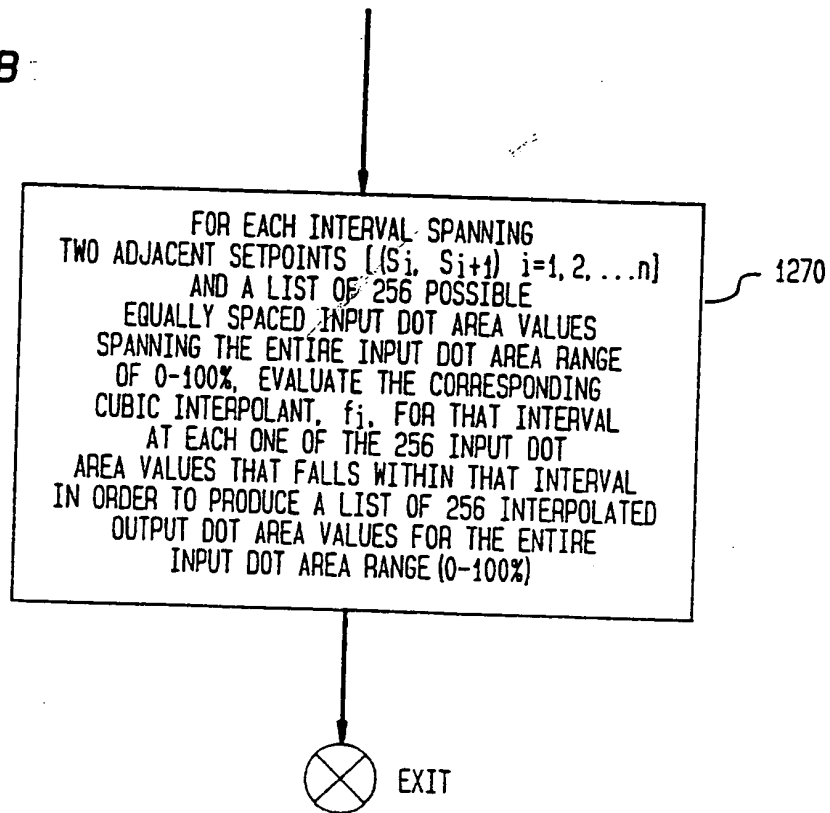 B
FOR EACH INTERVAL SPANNING
TWO ADJACENT SETPOINTS [(Si, Si+1) i=1, 2, ...n]
AND A LIST OF 256 POSSIBLE
EQUALLY SPACED INPUT DOT AREA VALUES
SPANNING THE ENTIRE INPUT DOT AREA RANGE
OF 0-100%, EVALUATE THE CORRESPONDING
CUBIC INTERPOLANT, fi, FOR THAT INTERVAL
AT EACH ONE OF THE 256 INPUT DOT
AREA VALUES THAT FALLS WITHIN THAT INTERVAL
IN ORDER TO PRODUCE A LIST OF 256 INTERPOLATED
OUTPUT DOT AREA VALUES FOR THE ENTIRE
INPUT DOT AREA RANGE (0-100%)
1270
EXIT